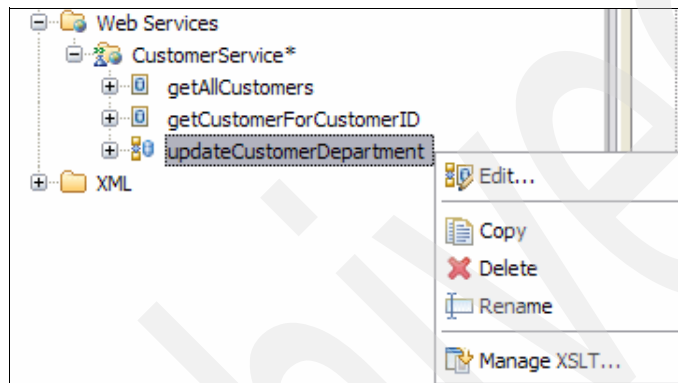 Web Services
CustomerService*
getAllCustomers
getCustomerForCustomerID
updateCustomerDepartment
XML
Edit...
Copy
Delete
Rename
Manage XSLT...